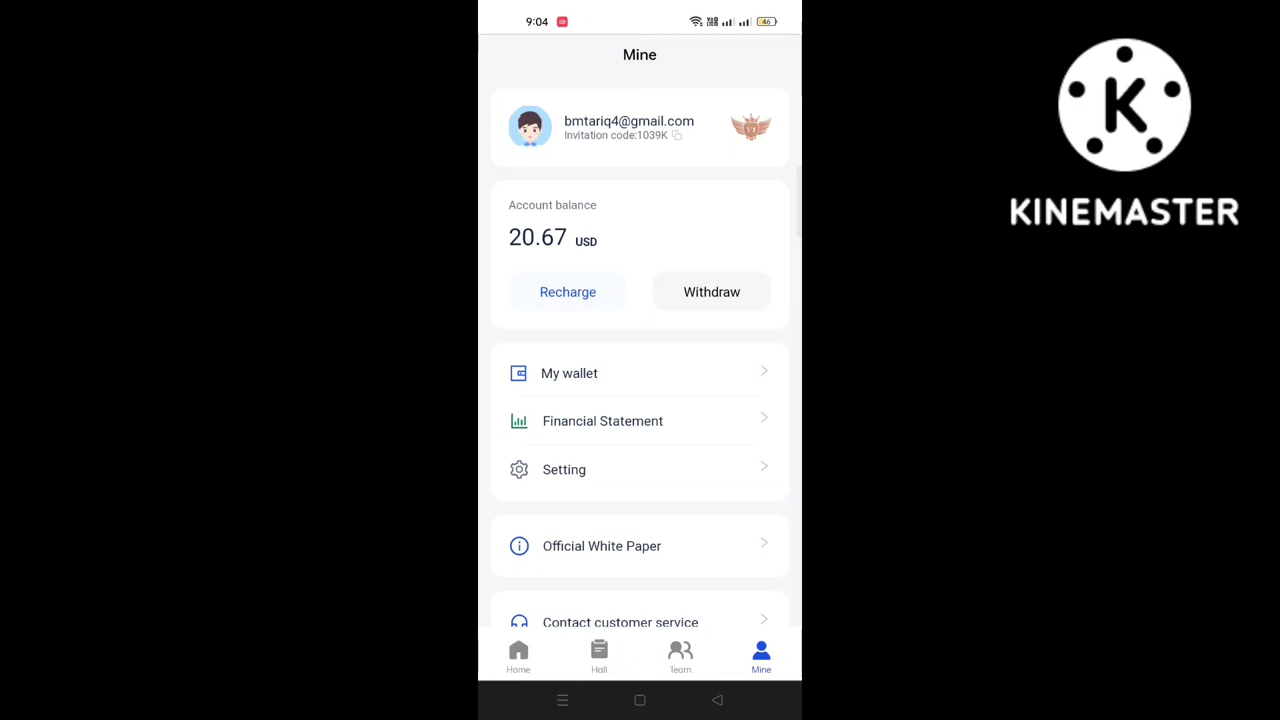 9:04
46
Mine
bmtariq4@gmail.com
Invitation code:1039K
Account balance
20.67 USD
Recharge
Withdraw
My wallet
Financial Statement
Setting
Official White Paper
Contact customer service
Home
Hall
Team
Mine
K
KINEMASTER